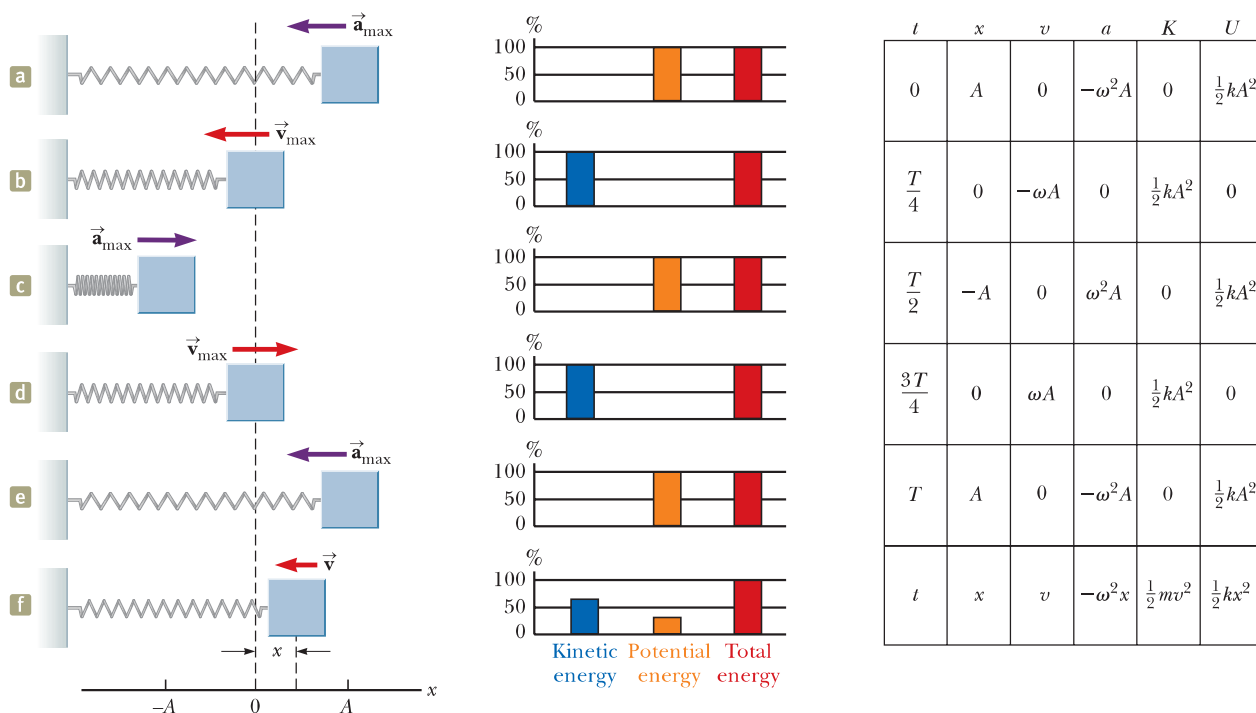 a
a⃗max
%
100
50
0
b
v⃗max
%
100
50
0
c
a⃗max
%
100
50
0
d
v⃗max
%
100
50
0
e
a⃗max
%
100
50
0
f
v⃗
x
%
100
50
0
Kinetic energy
Potential energy
Total energy
–A 0 A x
t x v a K U
0 A 0 −ω²A 0 ½kA²
T/4 0 −ωA 0 ½kA² 0
T/2 −A 0 ω²A 0 ½kA²
3T/4 0 ωA 0 ½kA² 0
T A 0 −ω²A 0 ½kA²
t x v −ω²x ½mv² ½kx²